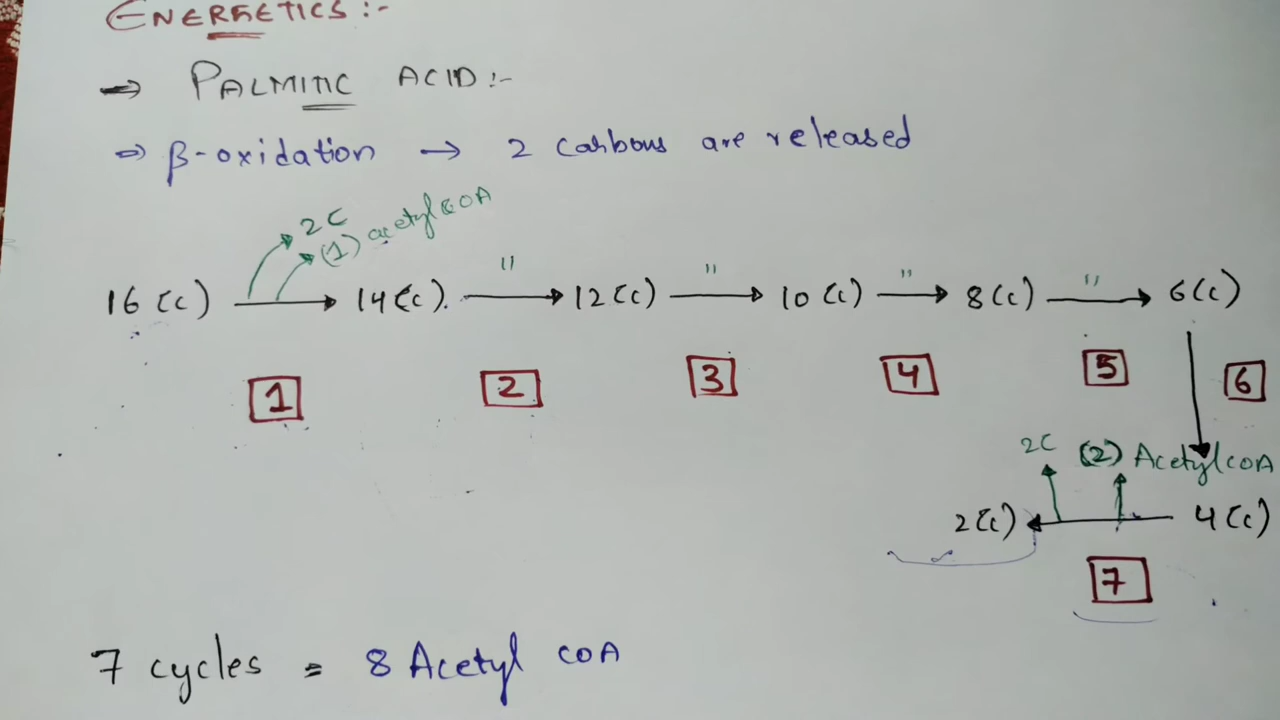 ENERGETICS :-
⇒ PALMITIC ACID :-
⇒ β-oxidation → 2 carbons are released
2C
(1) acetyl COA
16 (c) → 14 (c). → " 12 (c) → " 10 (c) → " 8 (c) → " 6 (c)
1 2 3 4 5 6
2C (2) Acetyl COA
2 (c) ← 4 (c)
7
7 cycles = 8 Acetyl COA